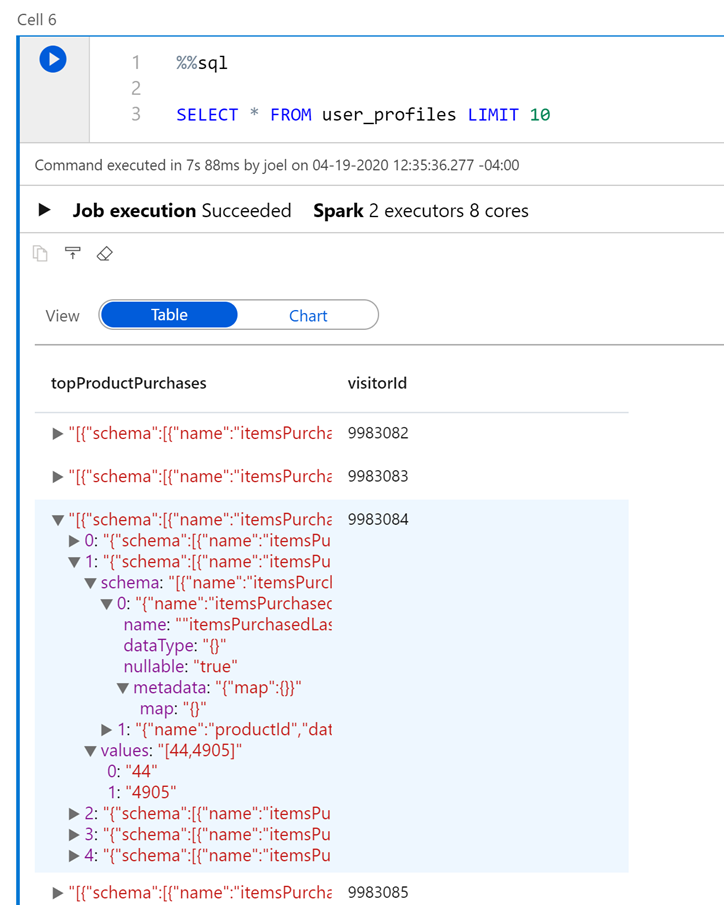 Cell 6
1 %%sql
2
3 SELECT * FROM user_profiles LIMIT 10
Command executed in 7s 88ms by joel on 04-19-2020 12:35:36.277 -04:00
Job execution Succeeded Spark 2 executors 8 cores
View Table Chart
topProductPurchases visitorId
"[{"schema":[{"name":"itemsPurcha 9983082
"[{"schema":[{"name":"itemsPurcha 9983083
"[{"schema":[{"name":"itemsPurcha 9983084
0: "{"schema":[{"name":"itemsPu
1: "{"schema":[{"name":"itemsPu
schema: "[{"name":"itemsPurcl
0: "{"name":"itemsPurchased
name: ""itemsPurchasedLas
dataType: "{}"
nullable: "true"
metadata: "{"map":{}}"
map: "{}"
1: "{"name":"productId","dat
values: "[44,4905]"
0: "44"
1: "4905"
2: "{"schema":[{"name":"itemsPu
3: "{"schema":[{"name":"itemsPu
4: "{"schema":[{"name":"itemsPu
"[{"schema":[{"name":"itemsPurcha 9983085